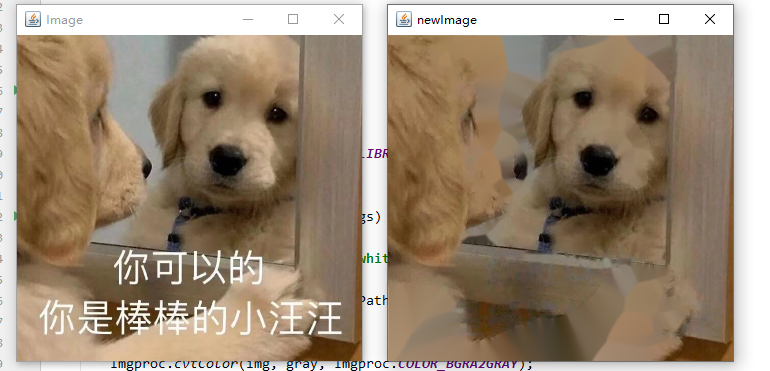 Image
newImage
LIBR
gs)
whit
Path
你可以的
你是棒棒的小汪汪
Imgproc.cvtColor(img, gray, Imgproc.COLOR_BGRA2GRAY);